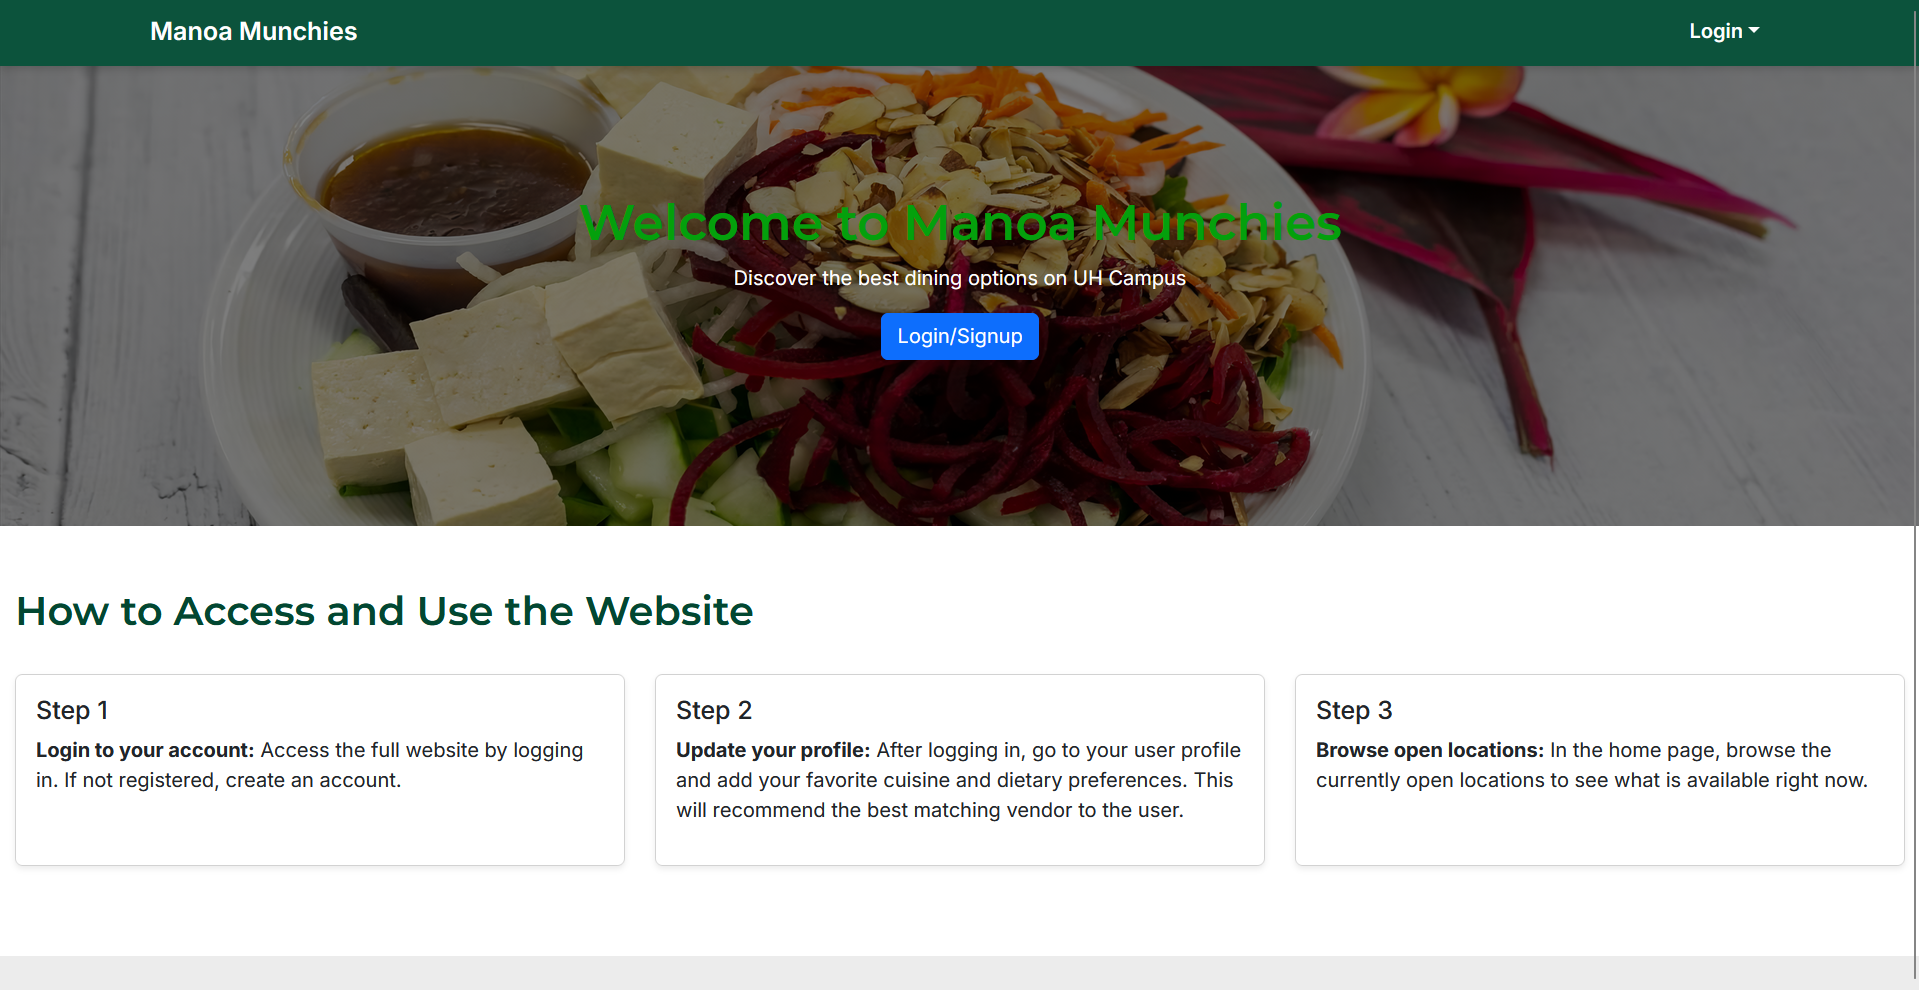 Manoa Munchies
Login
Welcome to Manoa Munchies
Discover the best dining options on UH Campus
Login/Signup
How to Access and Use the Website
Step 1
Login to your account: Access the full website by logging
in. If not registered, create an account.
Step 2
Update your profile: After logging in, go to your user profile
and add your favorite cuisine and dietary preferences. This
will recommend the best matching vendor to the user.
Step 3
Browse open locations: In the home page, browse the
currently open locations to see what is available right now.